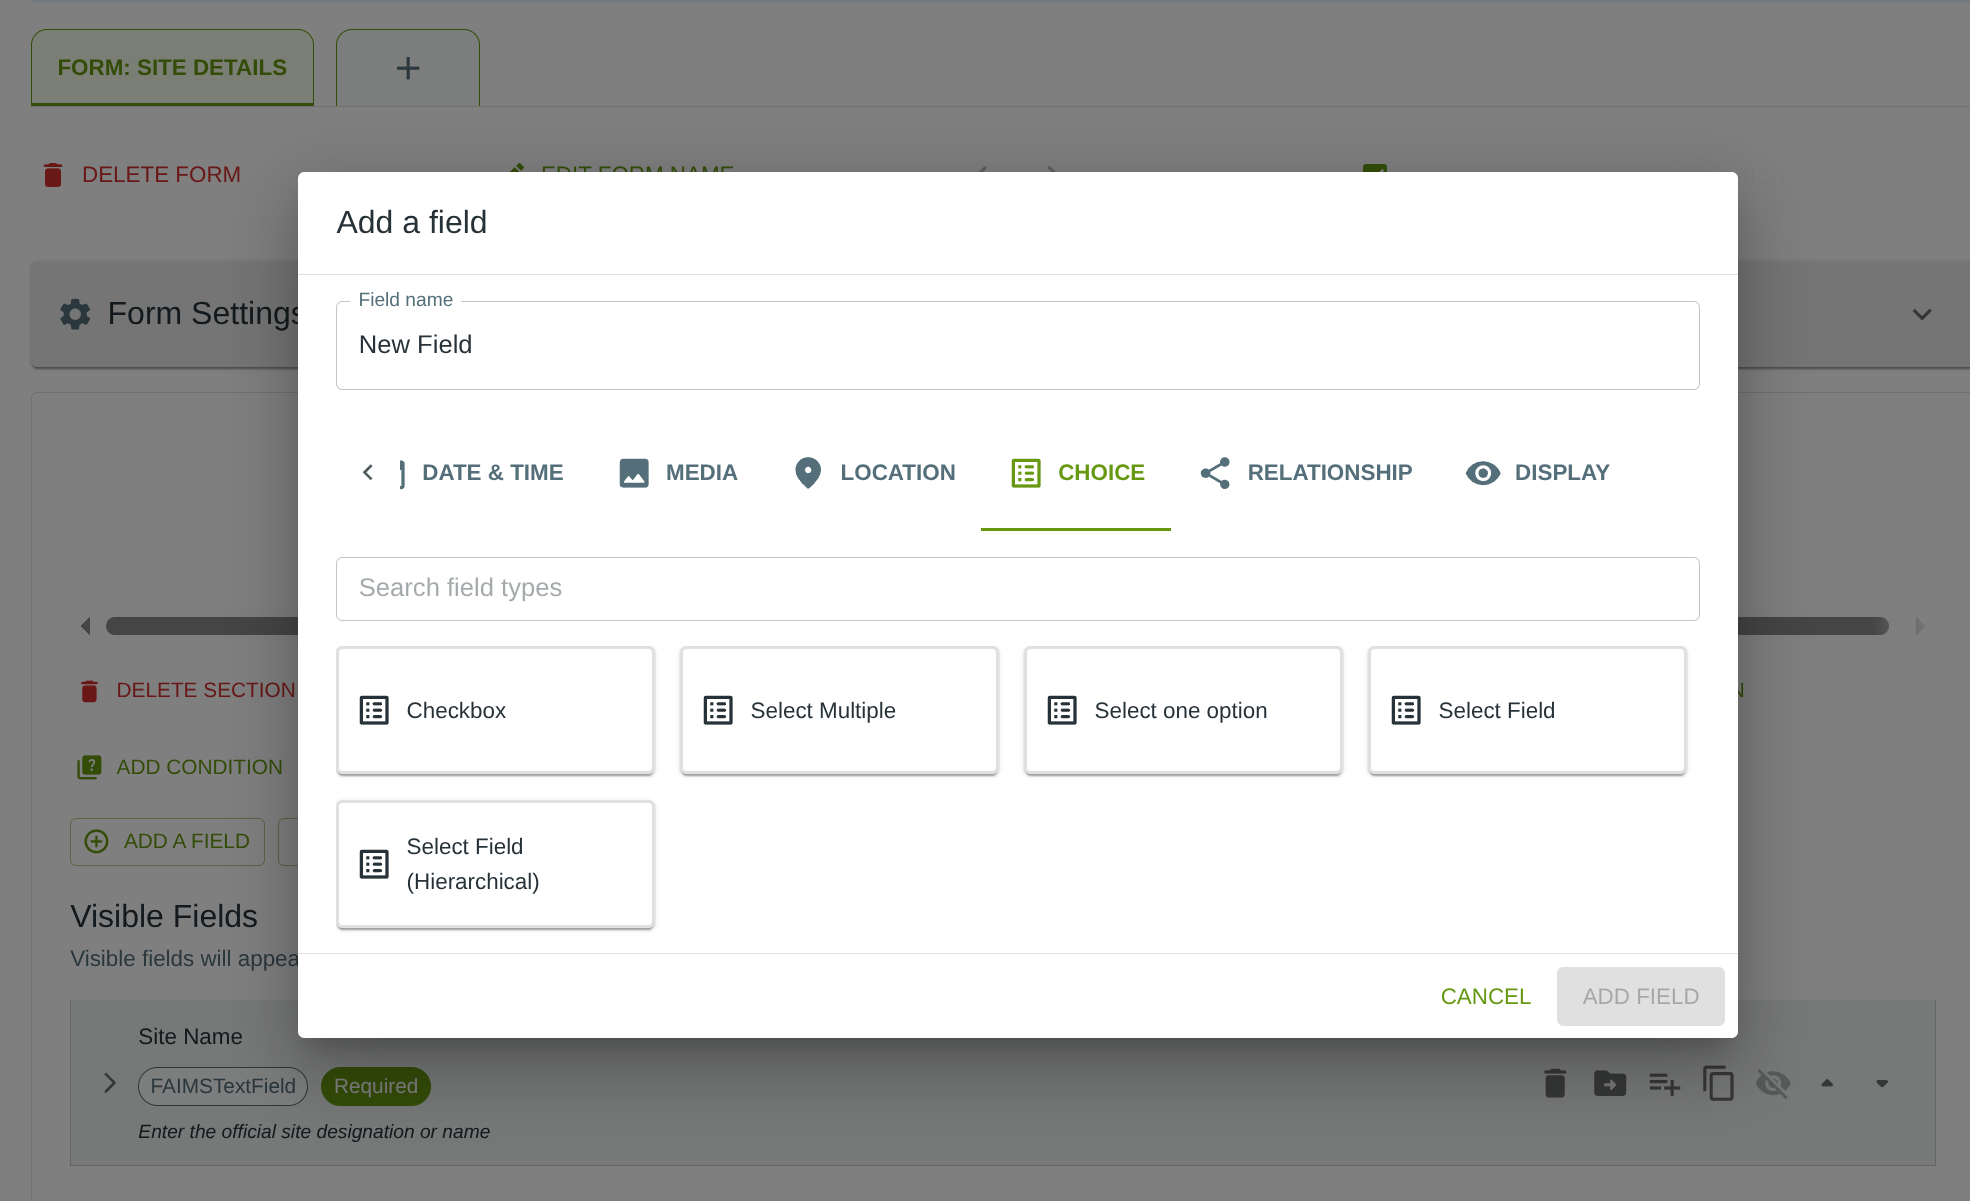 FORM: SITE DETAILS
DELETE FORM
EDIT FORM NAME
Add a field
Form Settings
Field name
New Field
DATE & TIME
MEDIA
LOCATION
CHOICE
RELATIONSHIP
DISPLAY
Search field types
DELETE SECTION
Checkbox
Select Multiple
Select one option
Select Field
ADD CONDITION
ADD A FIELD
Select Field
(Hierarchical)
Visible Fields
Visible fields will appea
CANCEL
ADD FIELD
Site Name
FAIMSTextField
Required
Enter the official site designation or name